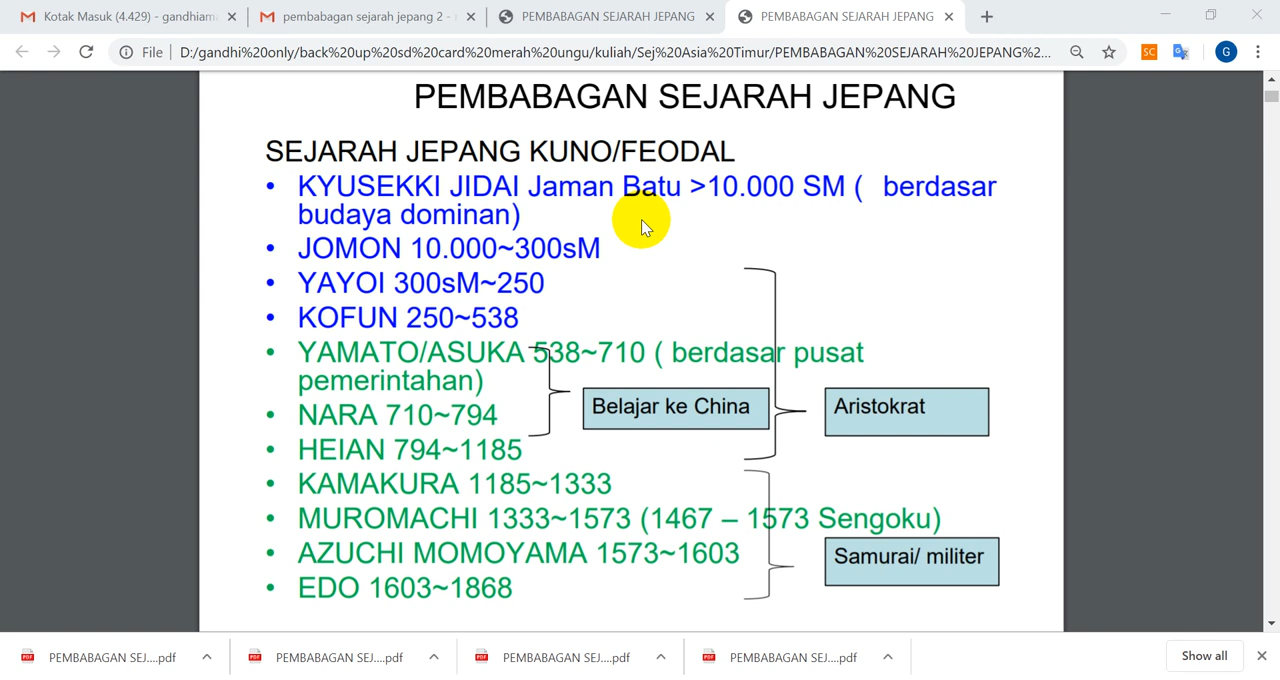 Kotak Masuk (4.429) - gandhiam
pembabagan sejarah jepang 2 -
PEMBABAGAN SEJARAH JEPANG
PEMBABAGAN SEJARAH JEPANG
File
D:/gandhi%20only/back%20up%20sd%20card%20merah%20ungu/kuliah/Sej%20Asia%20Timur/PEMBABAGAN%20SEJARAH%20JEPANG%2...
SC
G
PEMBABAGAN SEJARAH JEPANG
SEJARAH JEPANG KUNO/FEODAL
• KYUSEKKI JIDAI Jaman Batu >10.000 SM ( berdasar
budaya dominan)
• JOMON 10.000~300sM
• YAYOI 300sM~250
• KOFUN 250~538
• YAMATO/ASUKA 538~710 ( berdasar pusat
pemerintahan)
Belajar ke China
Aristokrat
• NARA 710~794
• HEIAN 794~1185
• KAMAKURA 1185~1333
• MUROMACHI 1333~1573 (1467 – 1573 Sengoku)
• AZUCHI MOMOYAMA 1573~1603
Samurai/ militer
• EDO 1603~1868
PEMBABAGAN SEJ....pdf
PEMBABAGAN SEJ....pdf
PEMBABAGAN SEJ....pdf
PEMBABAGAN SEJ....pdf
Show all